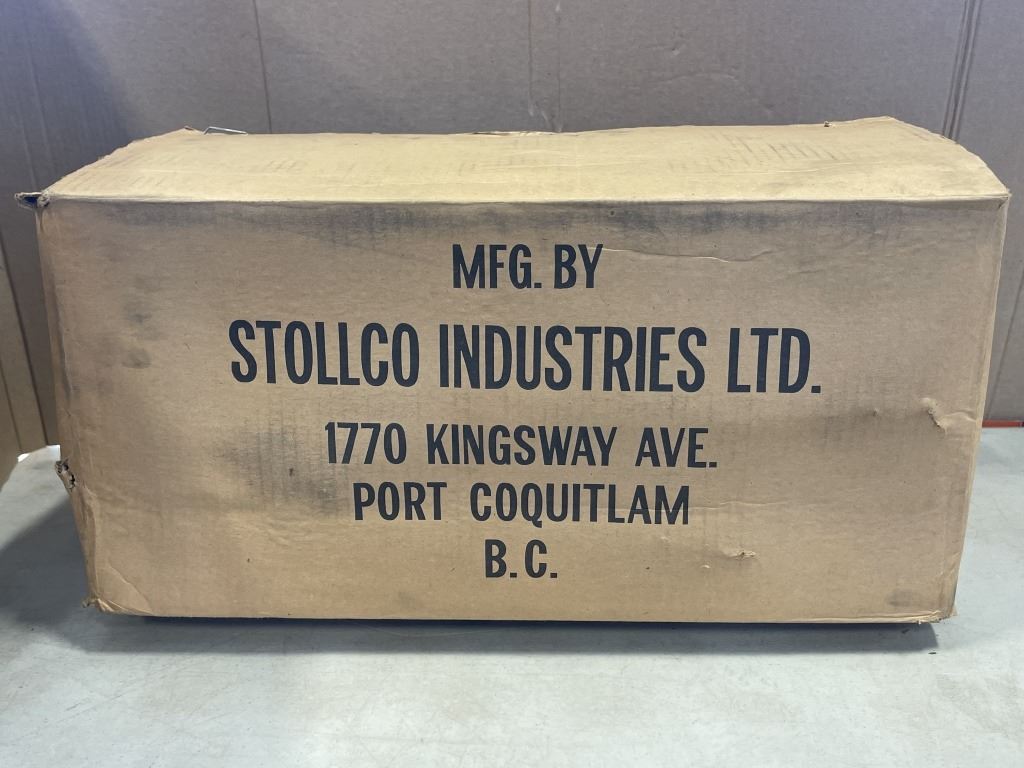 MFG. BY
STOLLCO INDUSTRIES LTD.
1770 KINGSWAY AVE.
PORT COQUITLAM
B.C.